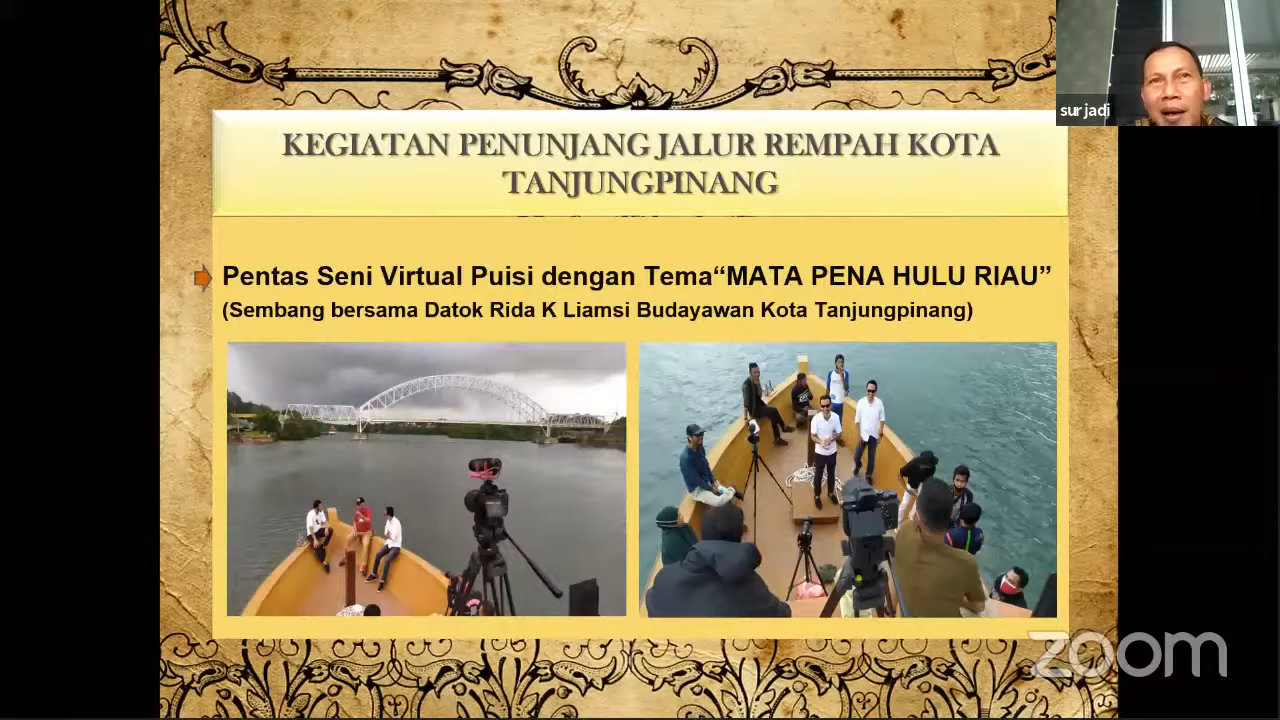 KEGIATAN PENUNJANG JALUR REMPAH KOTA
TANJUNGPINANG
surjadi
Pentas Seni Virtual Puisi dengan Tema“MATA PENA HULU RIAU”
(Sembang bersama Datok Rida K Liamsi Budayawan Kota Tanjungpinang)
zoom